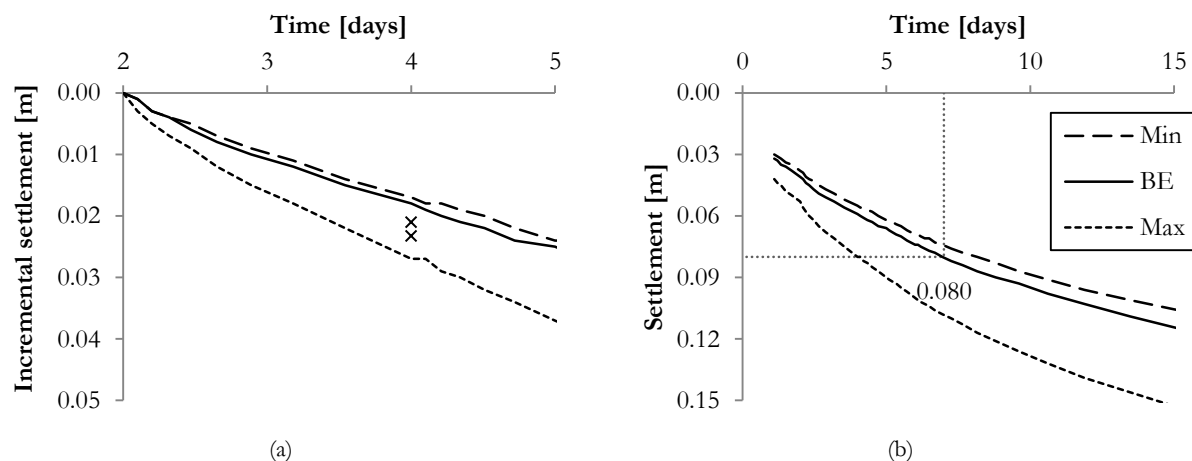 Time [days]
2 3 4 5
0.00
0.01
0.02
0.03
0.04
0.05
Incremental settlement [m]
(a)
Time [days]
0 5 10 15
0.00
0.03
0.06
0.09
0.12
0.15
Settlement [m]
Min
BE
Max
0.080
(b)